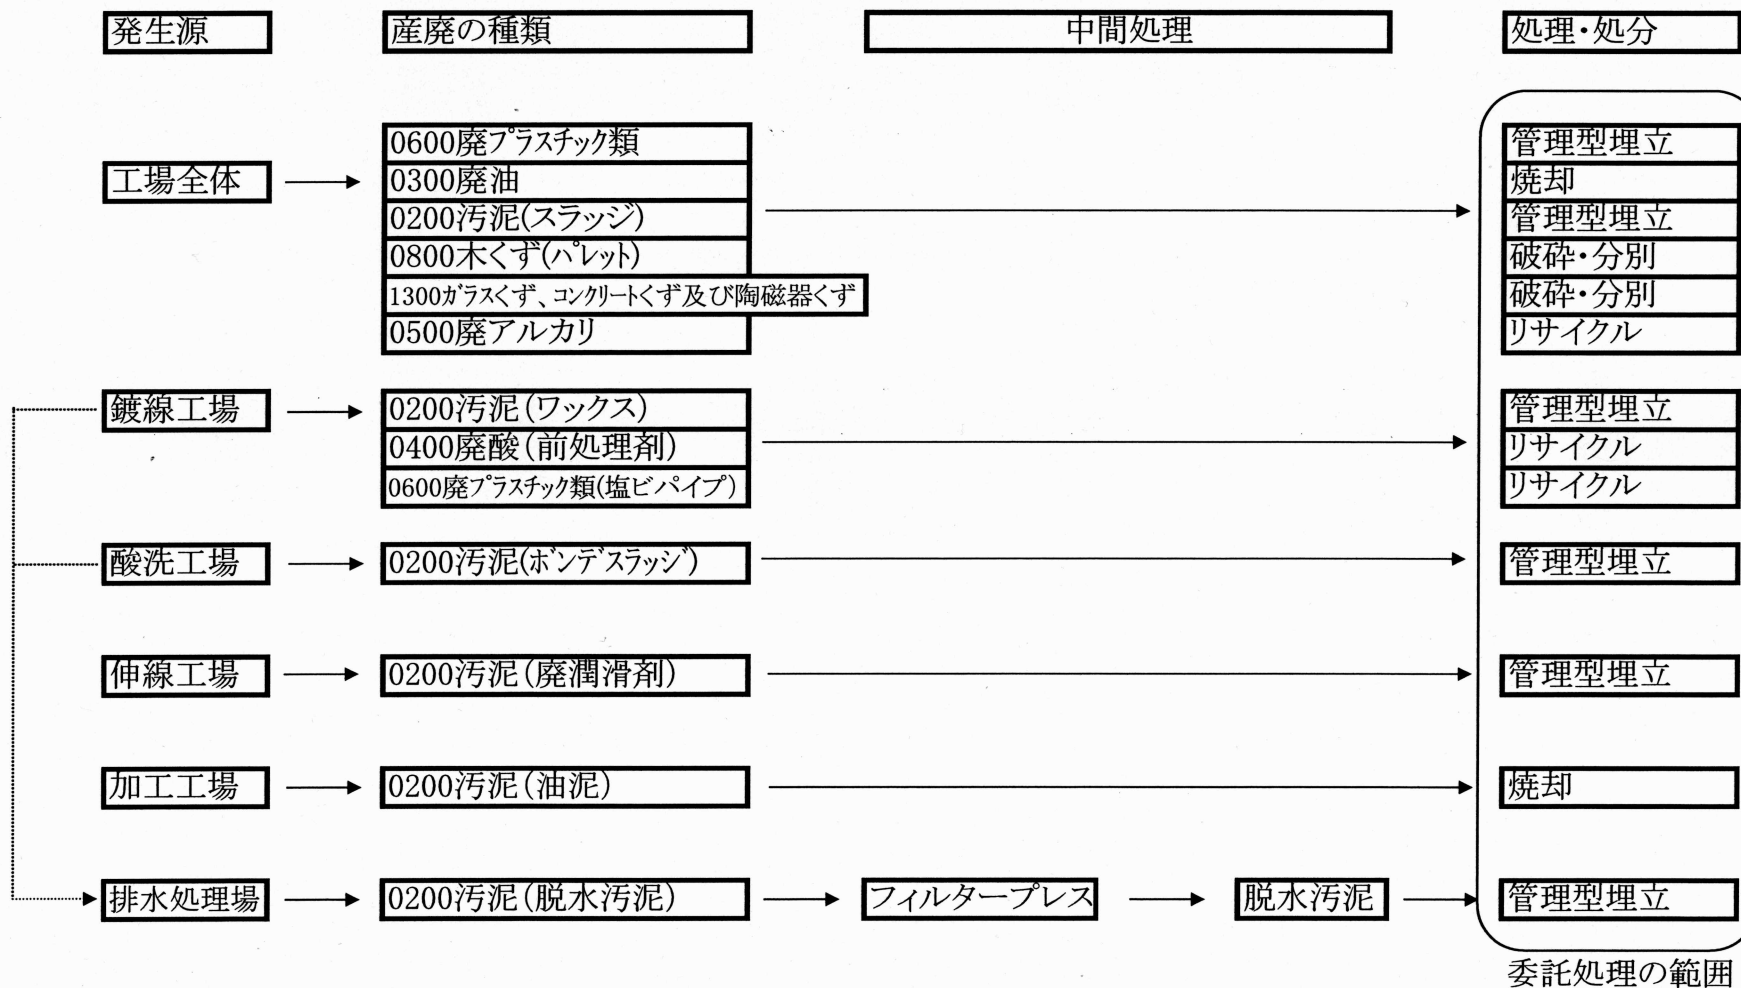 発生源 産廃の種類 中間処理 処理・処分
0600廃プラスチック類 管理型埋立
工場全体 0300廃油 焼却
0200汚泥(スラッジ) 管理型埋立
0800木くず(パレット) 破砕・分別
1300ガラスくず、コンクリートくず及び陶磁器くず 破砕・分別
0500廃アルカリ リサイクル
鍍線工場 0200汚泥(ワックス) 管理型埋立
0400廃酸(前処理剤) リサイクル
0600廃プラスチック類(塩ビパイプ) リサイクル
酸洗工場 0200汚泥(ボンデスラッジ) 管理型埋立
伸線工場 0200汚泥(廃潤滑剤) 管理型埋立
加工工場 0200汚泥(油泥) 焼却
排水処理場 0200汚泥(脱水汚泥) フィルタープレス 脱水汚泥 管理型埋立
委託処理の範囲